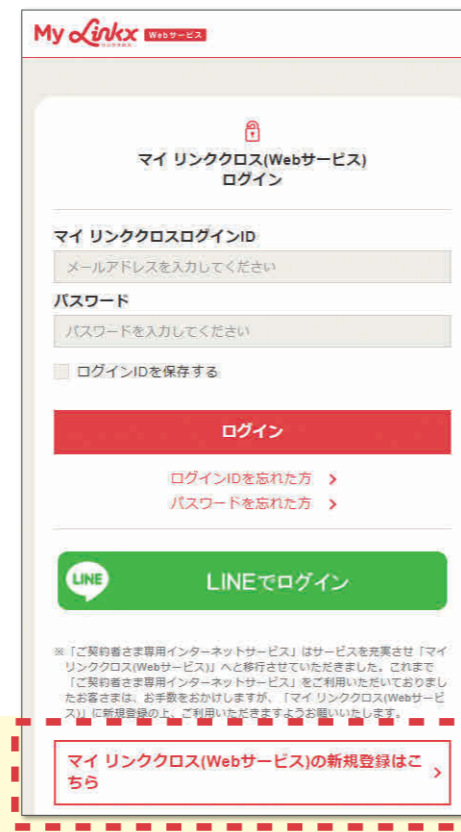 My Linkx Webサービス
リンククロス
マイ リンククロス(Webサービス)
ログイン
マイ リンククロスログインID
メールアドレスを入力してください
パスワード
パスワードを入力してください
ログインIDを保存する
ログイン
ログインIDを忘れた方 >
パスワードを忘れた方 >
LINE
LINEでログイン
※「ご契約者さま専用インターネットサービス」はサービスを充実させ「マイ
リンククロス(Webサービス)」へと移行させていただきました。これまで
「ご契約者さま専用インターネットサービス」をご利用いただいておりまし
たお客さまは、お手数をおかけしますが、「マイ リンククロス(Webサービ
ス)」に新規登録の上、ご利用いただきますようお願いいたします。
マイ リンククロス(Webサービス)の新規登録はこ
ちら >